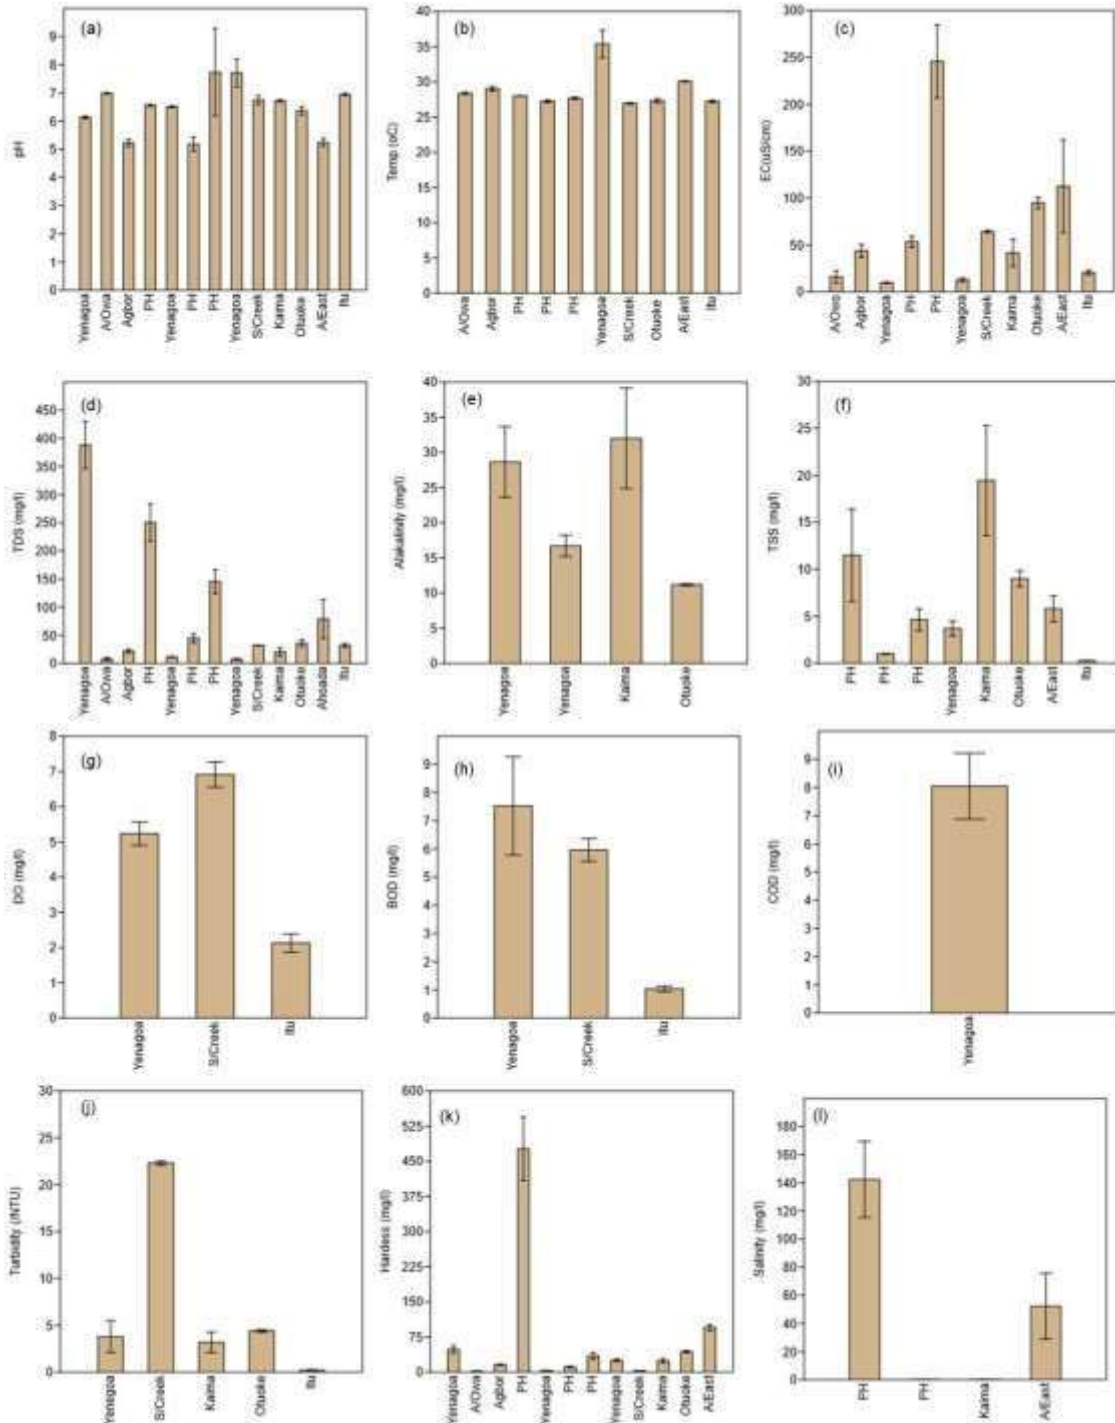 (a)
pH
9
8
7
6
5
4
3
2
1
0
Yenagoa
A/Owa
Agbor
PH
Yenagoa
PH
PH
Yenagoa
S/Creek
Kaima
Otuoke
A/East
Itu
(b)
Temp (oC)
40
35
30
25
20
15
10
5
0
A/Owa
Agbor
PH
PH
PH
Yenagoa
S/Creek
Otuoke
A/East
Itu
(c)
EC(uS/cm)
300
250
200
150
100
50
0
A/Owo
Agbor
Yenagoa
PH
PH
Yenagoa
S/Creek
Kaima
Otuoke
A/East
Itu
(d)
TDS (mg/l)
450
400
350
300
250
200
150
100
50
0
Yenagoa
A/Owa
Agbor
PH
Yenagoa
PH
PH
Yenagoa
S/Creek
Kaima
Otuoke
Ahoada
Itu
(e)
Alakalinity (mg/l)
40
35
30
25
20
15
10
5
0
Yenagoa
Yenagoa
Kaima
Otuoke
(f)
TSS (mg/l)
30
25
20
15
10
5
0
PH
PH
PH
Yenagoa
Kaima
Otuoke
A/East
Itu
(g)
DO (mg/l)
8
7
6
5
4
3
2
1
0
Yenagoa
S/Creek
Itu
(h)
BOD (mg/l)
9
8
7
6
5
4
3
2
1
0
Yenagoa
S/Creek
Itu
(i)
COD (mg/l)
9
8
7
6
5
4
3
2
1
0
Yenagoa
(j)
Turbidity (/NTU)
30
25
20
15
10
5
0
Yenagoa
S/Creek
Kaima
Otuoke
Itu
(k)
Hardess (mg/l)
600
525
450
375
300
225
150
75
0
Yenagoa
A/Owa
Agbor
PH
Yenagoa
PH
PH
Yenagoa
S/Creek
Kaima
Otuoke
A/East
(l)
Salinity (mg/l)
180
160
140
120
100
80
60
40
20
0
PH
PH
Kaima
A/East